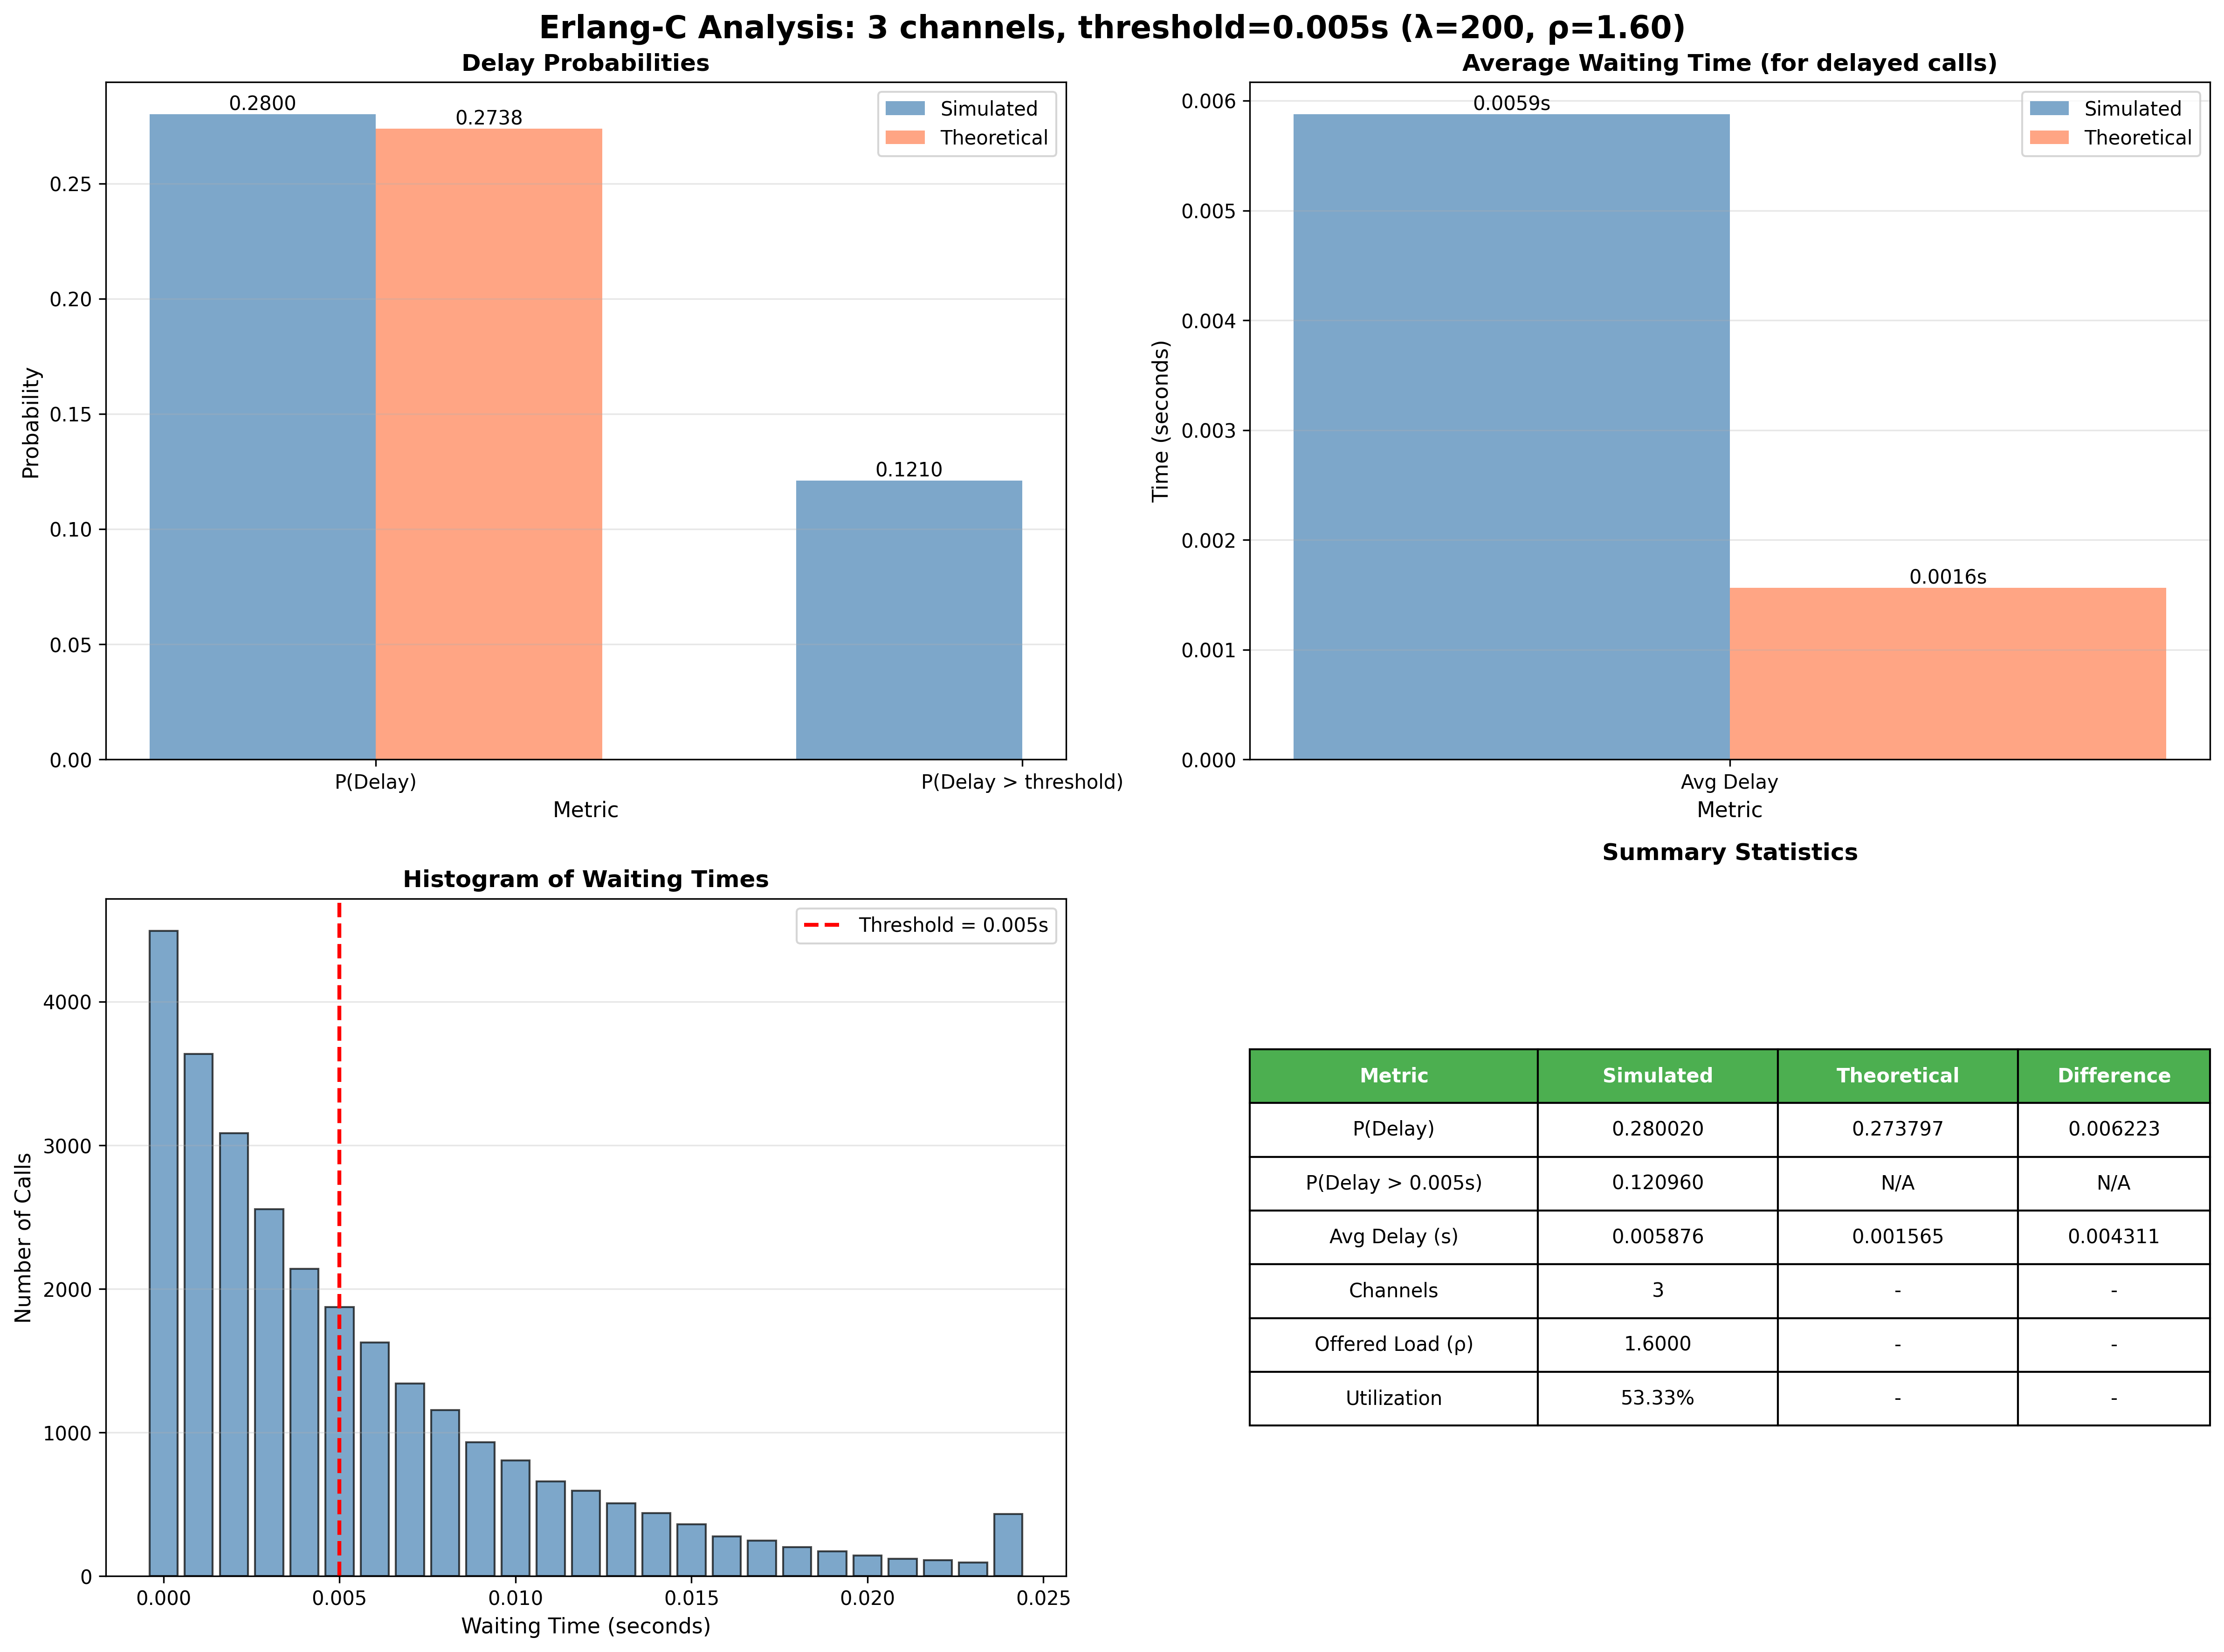 Erlang-C Analysis: 3 channels, threshold=0.005s (λ=200, ρ=1.60)
Delay Probabilities
0.2800
0.2738
0.1210
Simulated
Theoretical
0.25
0.20
0.15
0.10
0.05
0.00
Probability
P(Delay)
P(Delay > threshold)
Metric
Average Waiting Time (for delayed calls)
0.0059s
0.0016s
Simulated
Theoretical
0.006
0.005
0.004
0.003
0.002
0.001
0.000
Time (seconds)
Avg Delay
Metric
Histogram of Waiting Times
Threshold = 0.005s
4000
3000
2000
1000
0
Number of Calls
0.000 0.005 0.010 0.015 0.020 0.025
Waiting Time (seconds)
Summary Statistics
Metric Simulated Theoretical Difference
P(Delay) 0.280020 0.273797 0.006223
P(Delay > 0.005s) 0.120960 N/A N/A
Avg Delay (s) 0.005876 0.001565 0.004311
Channels 3 - -
Offered Load (ρ) 1.6000 - -
Utilization 53.33% - -